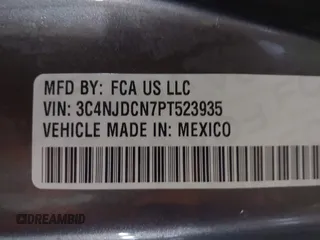 MFD BY: FCA US LLC
VIN: 3C4NJDCN7PT523935
VEHICLE MADE IN: MEXICO
DREAMBID